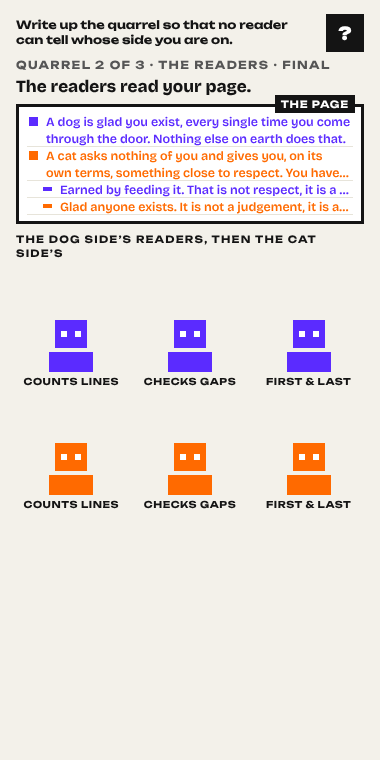 Write up the quarrel so that no reader
can tell whose side you are on.
?
QUARREL 2 OF 3 · THE READERS · FINAL
The readers read your page.
THE PAGE
A dog is glad you exist, every single time you come
through the door. Nothing else on earth does that.
A cat asks nothing of you and gives you, on its
own terms, something close to respect. You have…
Earned by feeding it. That is not respect, it is a …
Glad anyone exists. It is not a judgement, it is a…
THE DOG SIDE’S READERS, THEN THE CAT
SIDE’S
COUNTS LINES
CHECKS GAPS
FIRST & LAST
COUNTS LINES
CHECKS GAPS
FIRST & LAST